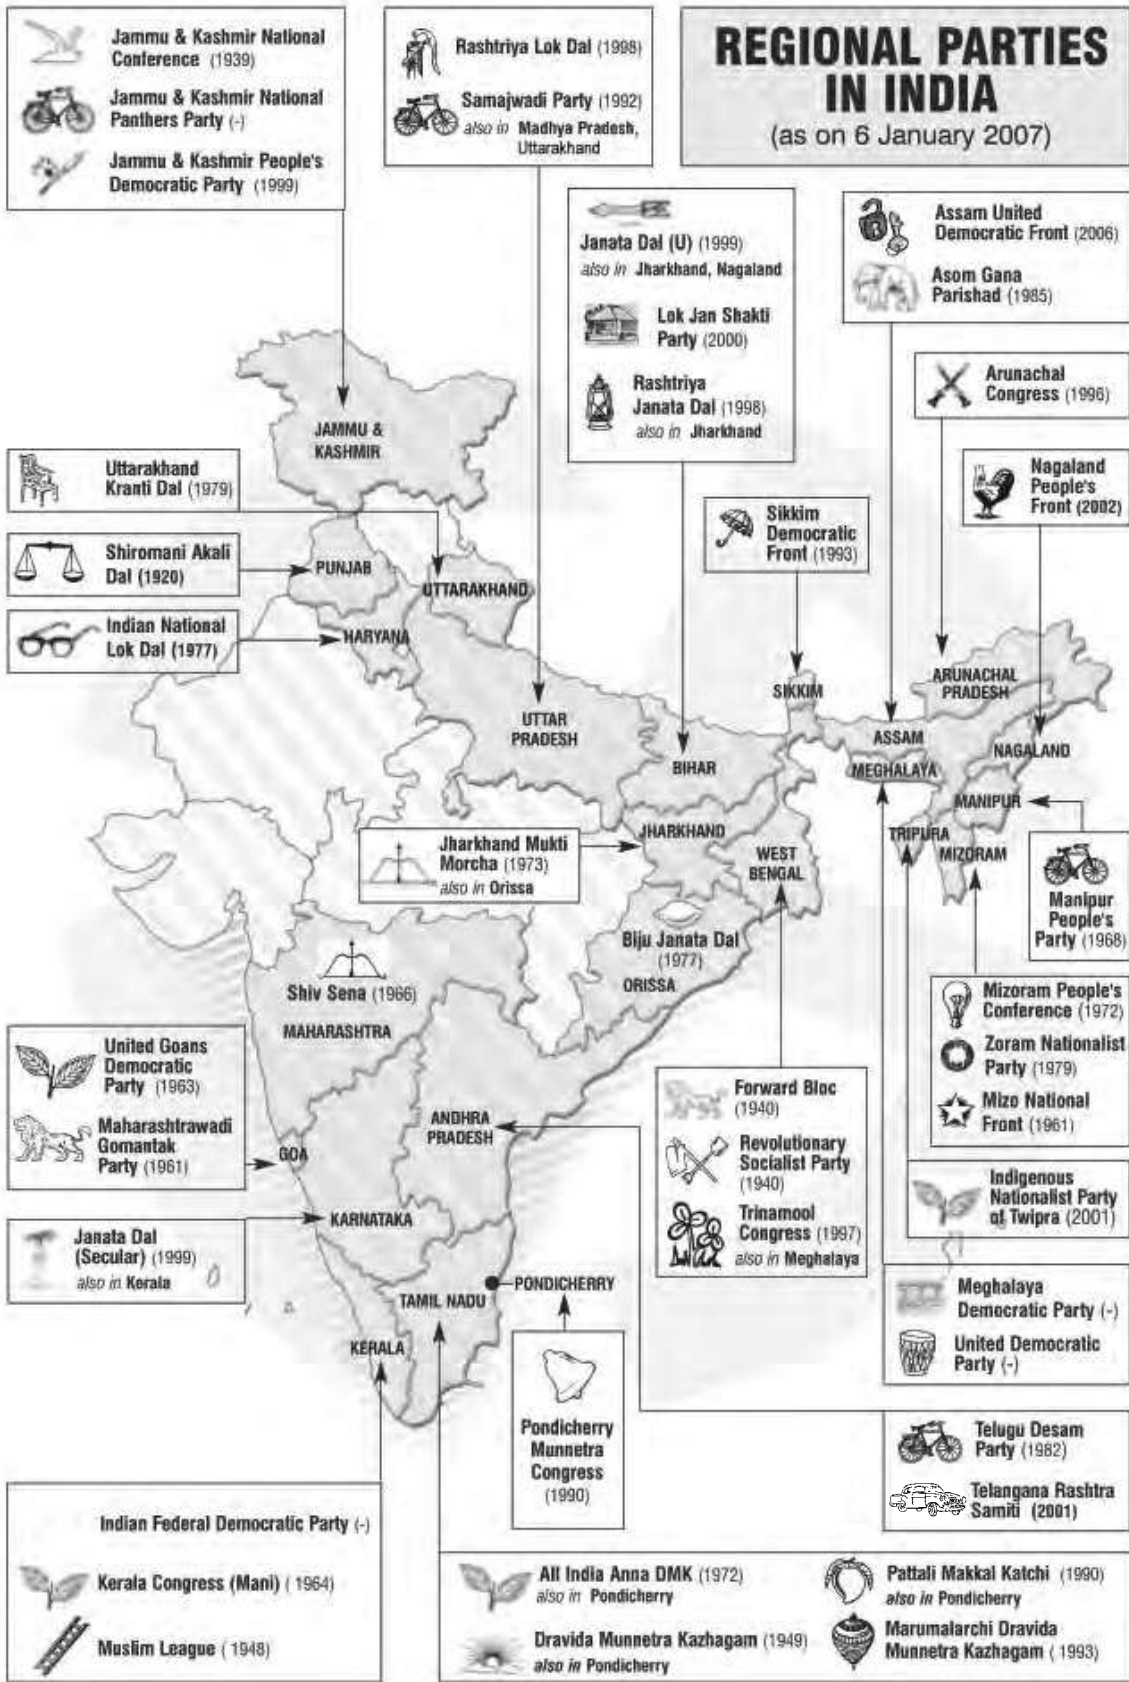 REGIONAL PARTIES
IN INDIA
(as on 6 January 2007)
Jammu & Kashmir National
Conference (1939)
Jammu & Kashmir National
Panthers Party (-)
Jammu & Kashmir People's
Democratic Party (1999)
Rashtriya Lok Dal (1998)
Samajwadi Party (1992)
also in Madhya Pradesh,
Uttarakhand
Janata Dal (U) (1999)
also in Jharkhand, Nagaland
Lok Jan Shakti
Party (2000)
Rashtriya
Janata Dal (1998)
also in Jharkhand
Assam United
Democratic Front (2006)
Asom Gana
Parishad (1985)
Arunachal
Congress (1996)
Nagaland
People's
Front (2002)
Sikkim
Democratic
Front (1993)
Uttarakhand
Kranti Dal (1979)
Shiromani Akali
Dal (1920)
Indian National
Lok Dal (1977)
JAMMU &
KASHMIR
PUNJAB
UTTARAKHAND
HARYANA
UTTAR
PRADESH
BIHAR
SIKKIM
ARUNACHAL
PRADESH
ASSAM
NAGALAND
MEGHALAYA
MANIPUR
TRIPURA
MIZORAM
JHARKHAND
WEST
BENGAL
Jharkhand Mukti
Morcha (1973)
also in Orissa
Manipur
People's
Party (1968)
Biju Janata Dal
(1977)
ORISSA
Shiv Sena (1966)
MAHARASHTRA
Mizoram People's
Conference (1972)
Zoram Nationalist
Party (1979)
Mizo National
Front (1961)
United Goans
Democratic
Party (1963)
Maharashtrawadi
Gomantak
Party (1961)
Forward Bloc
(1940)
Revolutionary
Socialist Party
(1940)
Trinamool
Congress (1997)
also in Meghalaya
ANDHRA
PRADESH
GOA
KARNATAKA
Indigenous
Nationalist Party
of Twipra (2001)
Janata Dal
(Secular) (1999)
also in Kerala
PONDICHERRY
TAMIL NADU
KERALA
Meghalaya
Democratic Party (-)
United Democratic
Party (-)
Pondicherry
Munnetra
Congress
(1990)
Telugu Desam
Party (1982)
Telangana Rashtra
Samiti (2001)
Indian Federal Democratic Party (-)
Kerala Congress (Mani) ( 1964)
Muslim League ( 1948)
All India Anna DMK (1972)
also in Pondicherry
Dravida Munnetra Kazhagam (1949)
also in Pondicherry
Pattali Makkal Katchi (1990)
also in Pondicherry
Marumalarchi Dravida
Munnetra Kazhagam ( 1993)